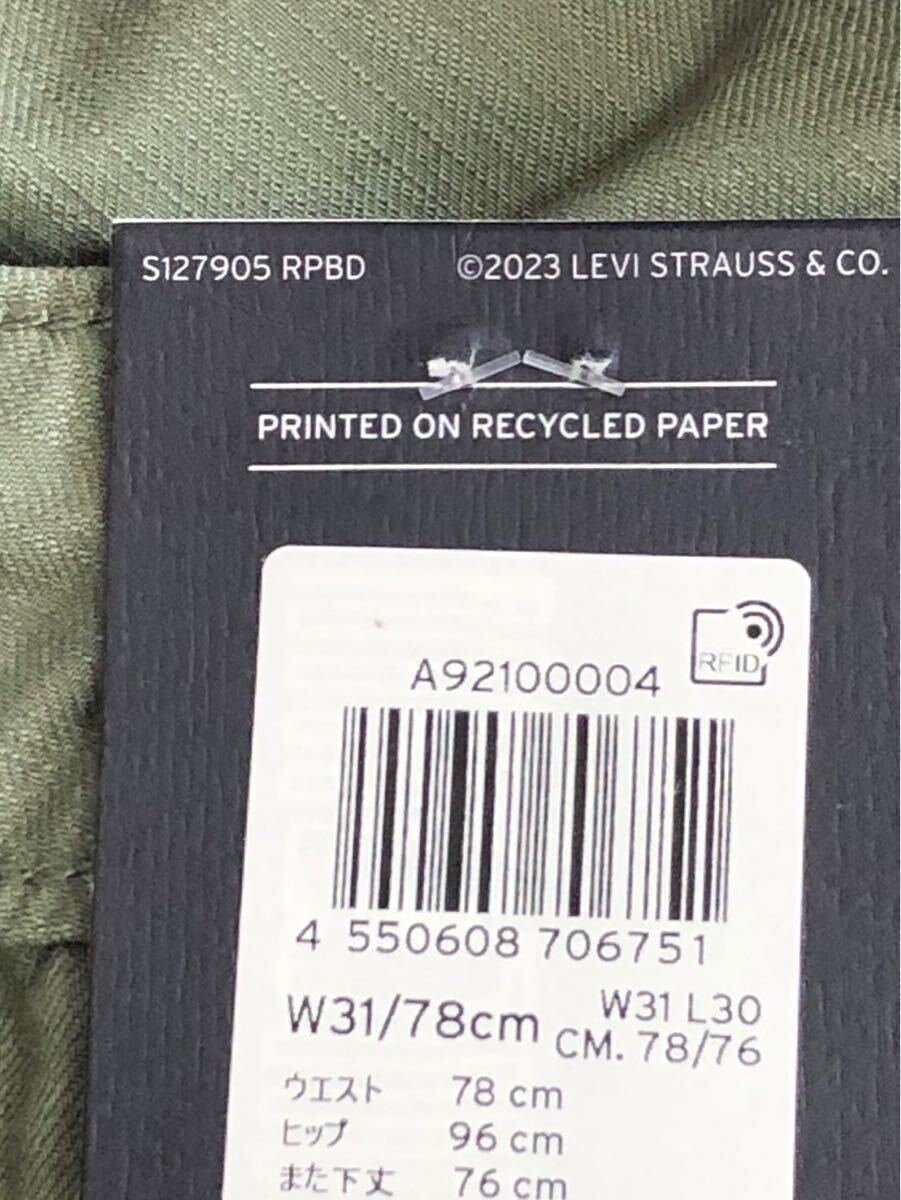 S127905 RPBD ©2023 LEVI STRAUSS & CO.
PRINTED ON RECYCLED PAPER
RFID
A92100004
4 550608 706751
W31/78cm W31 L30
CM. 78/76
ウエスト 78 cm
ヒップ 96 cm
また下丈 76 cm